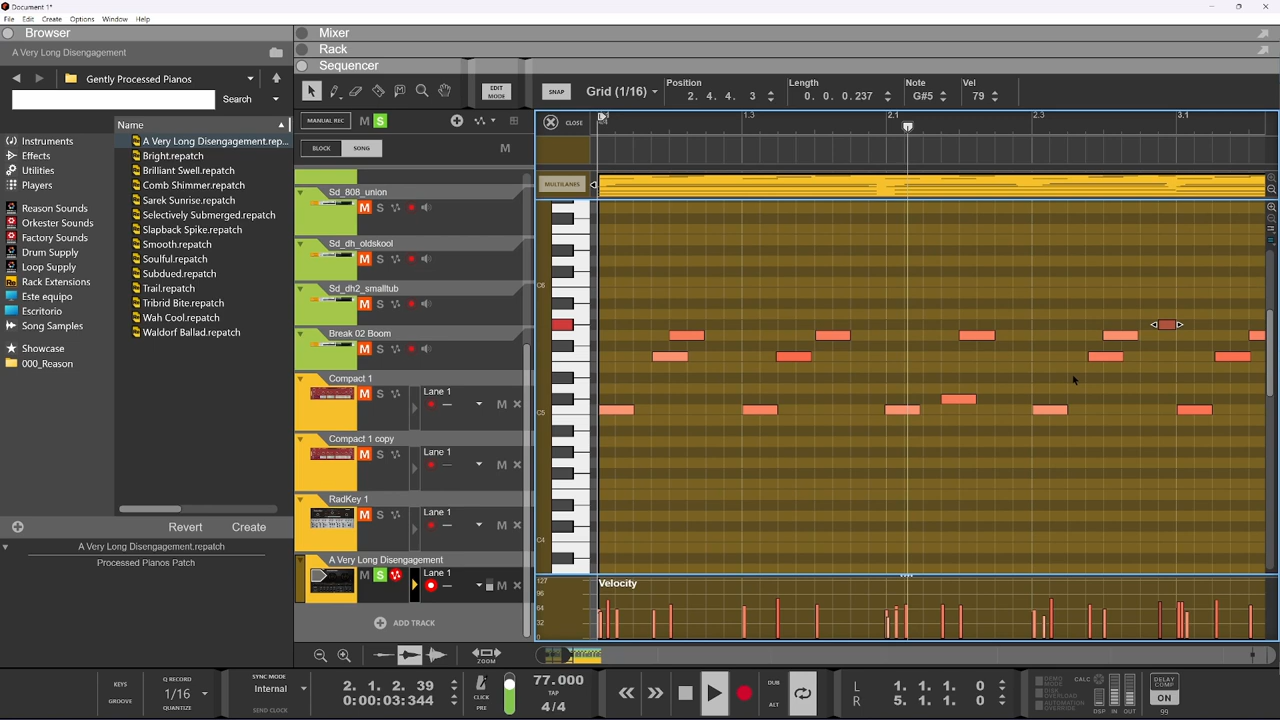 Document 1*
File Edit Create Options Window Help
Browser
Mixer
A Very Long Disengagement
Rack
Sequencer
Gently Processed Pianos
Search
EDIT MODE
SNAP
Grid (1/16)
Position
2. 4. 4. 3
Length
0. 0. 0.237
Note
G#5
Vel
79
Name
Instruments
Effects
Utilities
Players
Reason Sounds
Orkester Sounds
Factory Sounds
Drum Supply
Loop Supply
Rack Extensions
Este equipo
Escritorio
Song Samples
Showcase
000_Reason
A Very Long Disengagement.rep...
Bright.repatch
Brilliant Swell.repatch
Comb Shimmer.repatch
Sarek Sunrise.repatch
Selectively Submerged.repatch
Slapback Spike.repatch
Smooth.repatch
Soulful.repatch
Subdued.repatch
Trail.repatch
Tribrid Bite.repatch
Wah Cool.repatch
Waldorf Ballad.repatch
Revert Create
A Very Long Disengagement.repatch
Processed Pianos Patch
MANUAL REC M S
BLOCK SONG M
Sd_808_union
M S
Sd_dh_oldskool
M S
Sd_dh2_smalltub
M S
Break 02 Boom
M S
Compact 1
M S Lane 1 M
Compact 1 copy
M S Lane 1 M
RadKey 1
M S Lane 1 M
A Very Long Disengagement
M S Lane 1 M
ADD TRACK
CLOSE
1.3 2.1 2.3 3.1
MULTILANES
C6
C5
C4
Velocity
127
96
64
32
0
ZOOM
KEYS
GROOVE
Q RECORD
1/16
QUANTIZE
SYNC MODE
Internal
SEND CLOCK
2. 1. 2. 39
0:00:03:344
CLICK
PRE
77.000
TAP
4/4
DUB
ALT
L 1. 1. 1. 0
R 5. 1. 1. 0
DEMO MODE
DISK OVERLOAD
AUTOMATION OVERRIDE
CALC
DSP IN OUT
DELAY COMP
ON
99